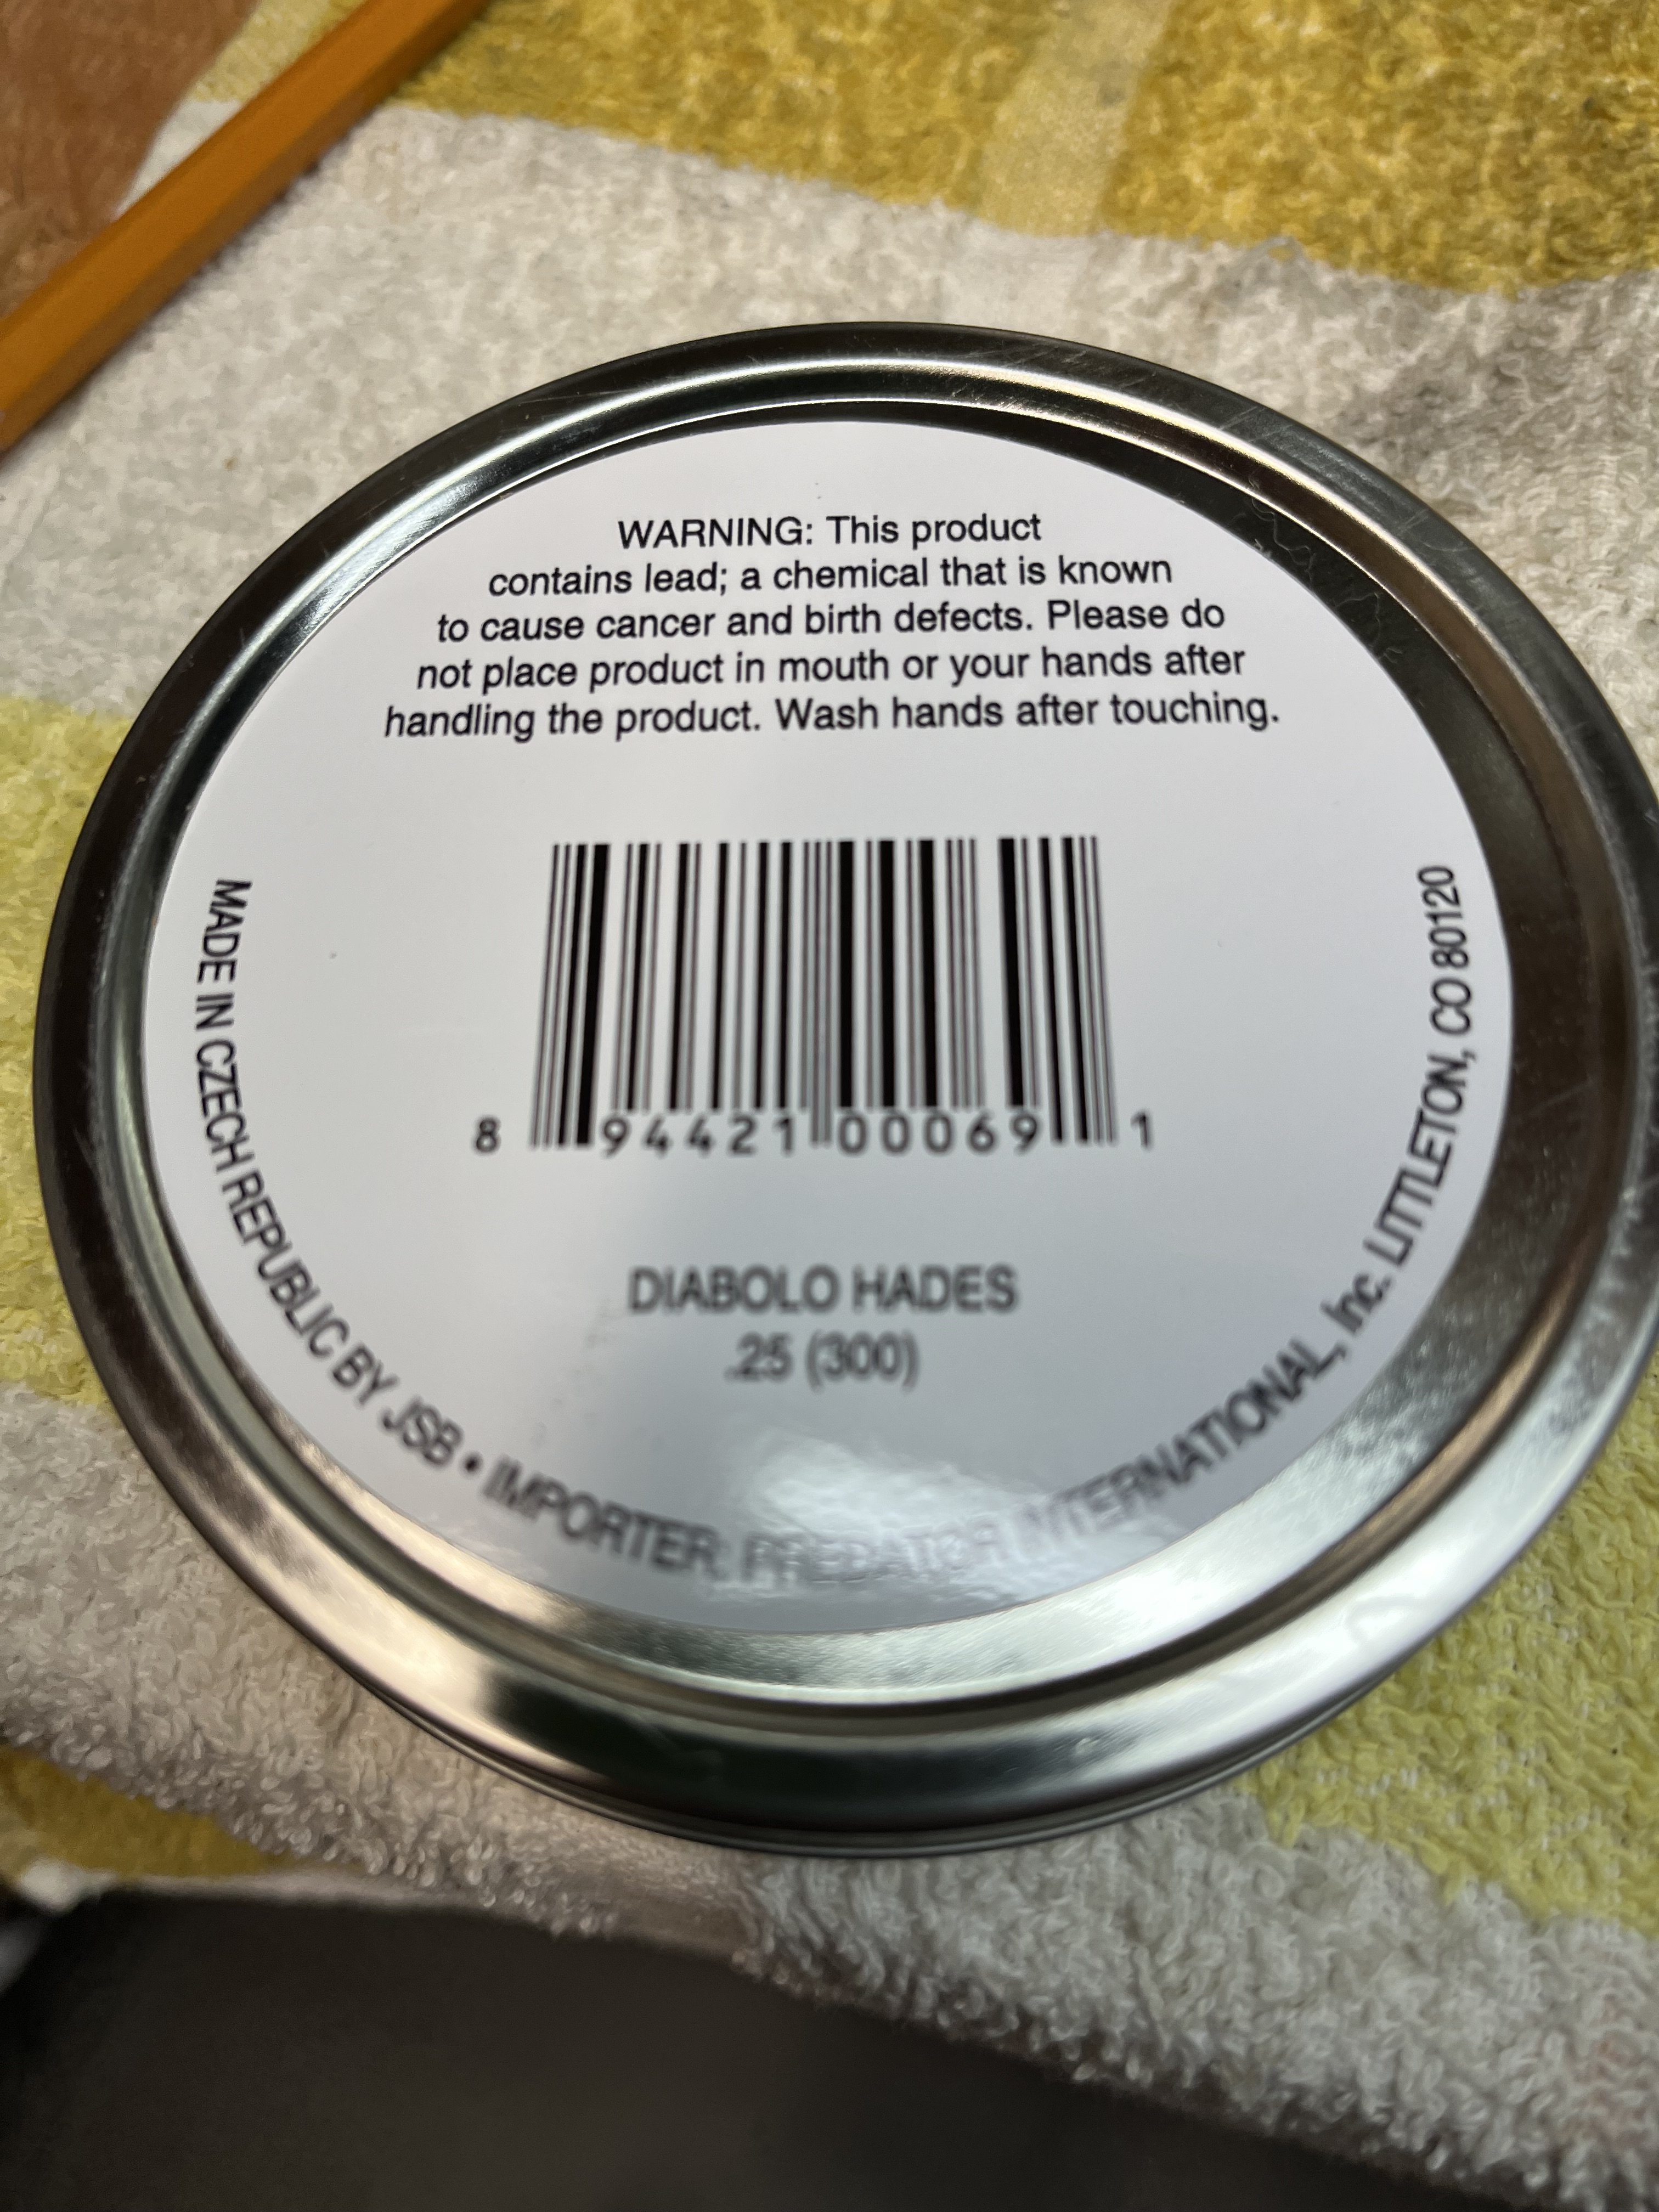 WARNING: This product
contains lead; a chemical that is known
to cause cancer and birth defects. Please do
not place product in mouth or your hands after
handling the product. Wash hands after touching.
8 94421 00069 1
DIABOLO HADES
.25 (300)
MADE IN CZECH REPUBLIC BY JSB • IMPORTER: PREDATOR INTERNATIONAL, Inc. LITTLETON, CO 80120